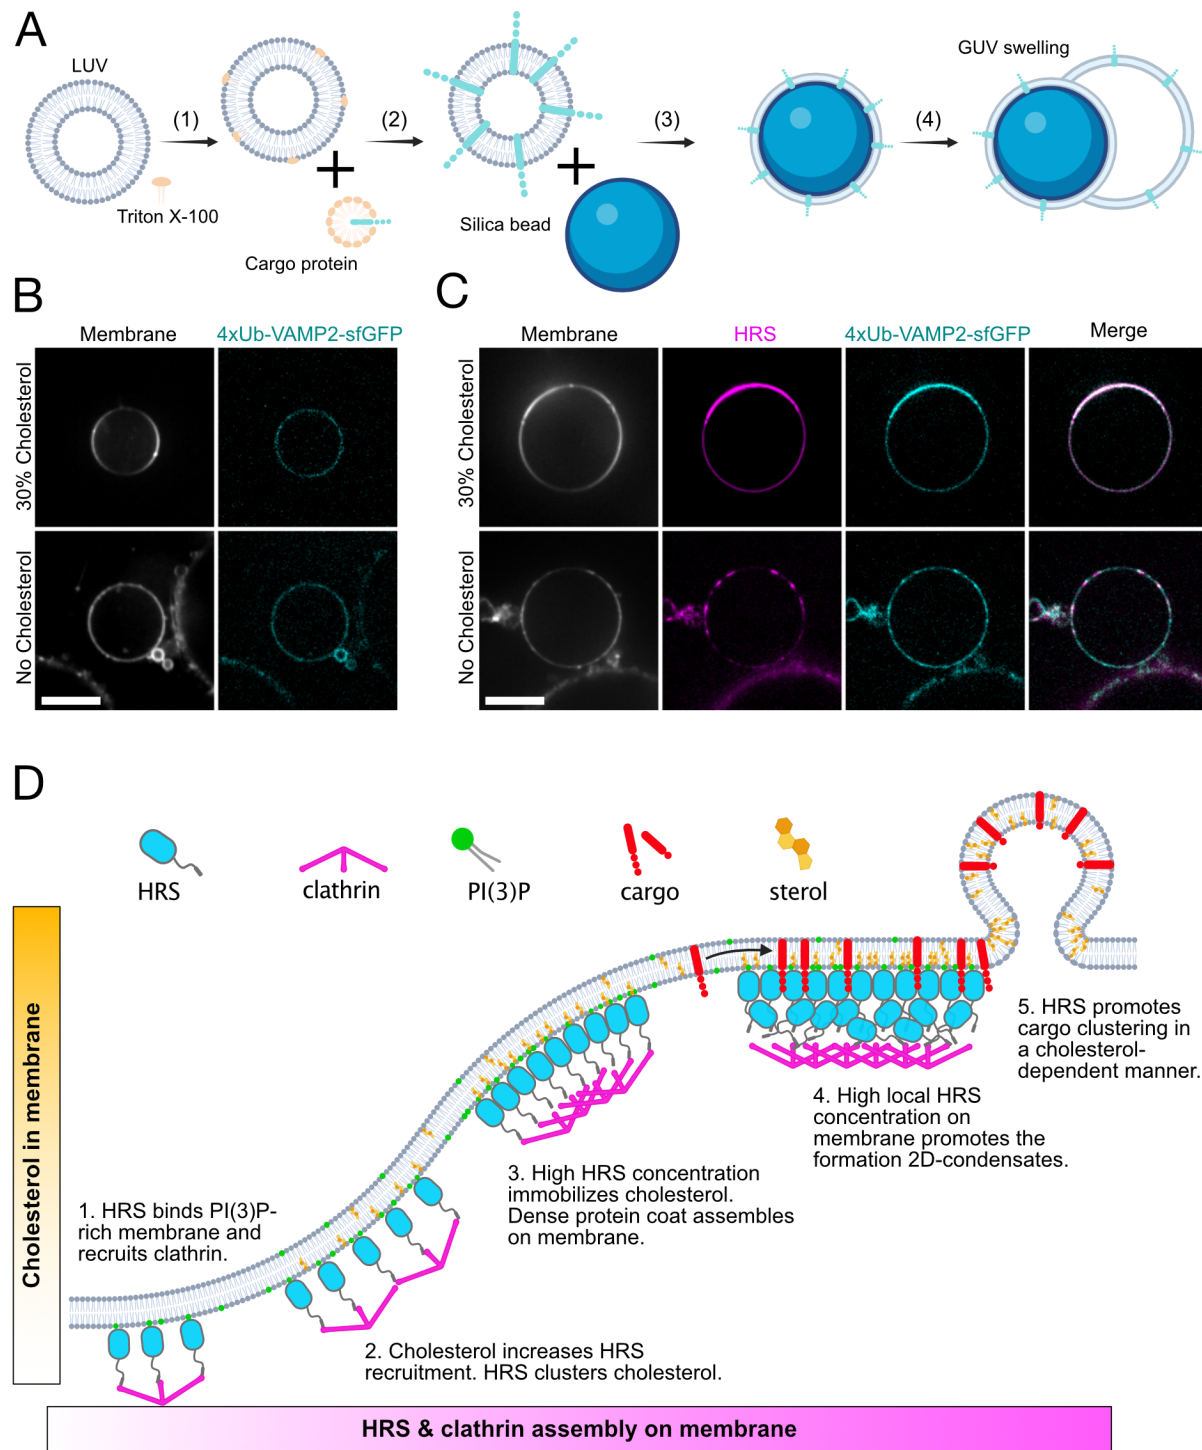 A
LUV
(1)
Triton X-100
(2)
Cargo protein
Silica bead
(3)
(4)
GUV swelling
B
Membrane
4xUb-VAMP2-sfGFP
30% Cholesterol
No Cholesterol
C
Membrane
HRS
4xUb-VAMP2-sfGFP
Merge
30% Cholesterol
No Cholesterol
D
HRS
clathrin
PI(3)P
cargo
sterol
Cholesterol in membrane
1. HRS binds PI(3)P-
rich membrane and
recruits clathrin.
2. Cholesterol increases HRS
recruitment. HRS clusters cholesterol.
3. High HRS concentration
immobilizes cholesterol.
Dense protein coat assembles
on membrane.
4. High local HRS
concentration on
membrane promotes the
formation 2D-condensates.
5. HRS promotes
cargo clustering in
a cholesterol-
dependent manner.
HRS & clathrin assembly on membrane